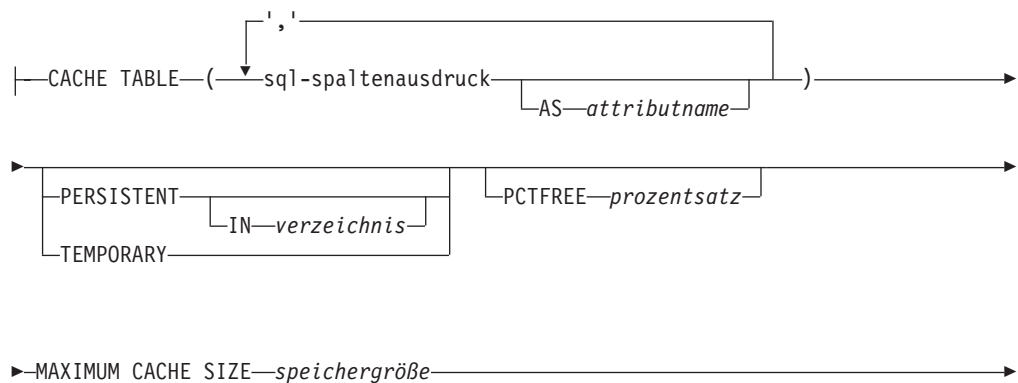 ','
CACHE TABLE ( sql-spaltenausdruck )
AS attributname
PERSISTENT PCTFREE prozentsatz
IN verzeichnis
TEMPORARY
MAXIMUM CACHE SIZE speichergröße